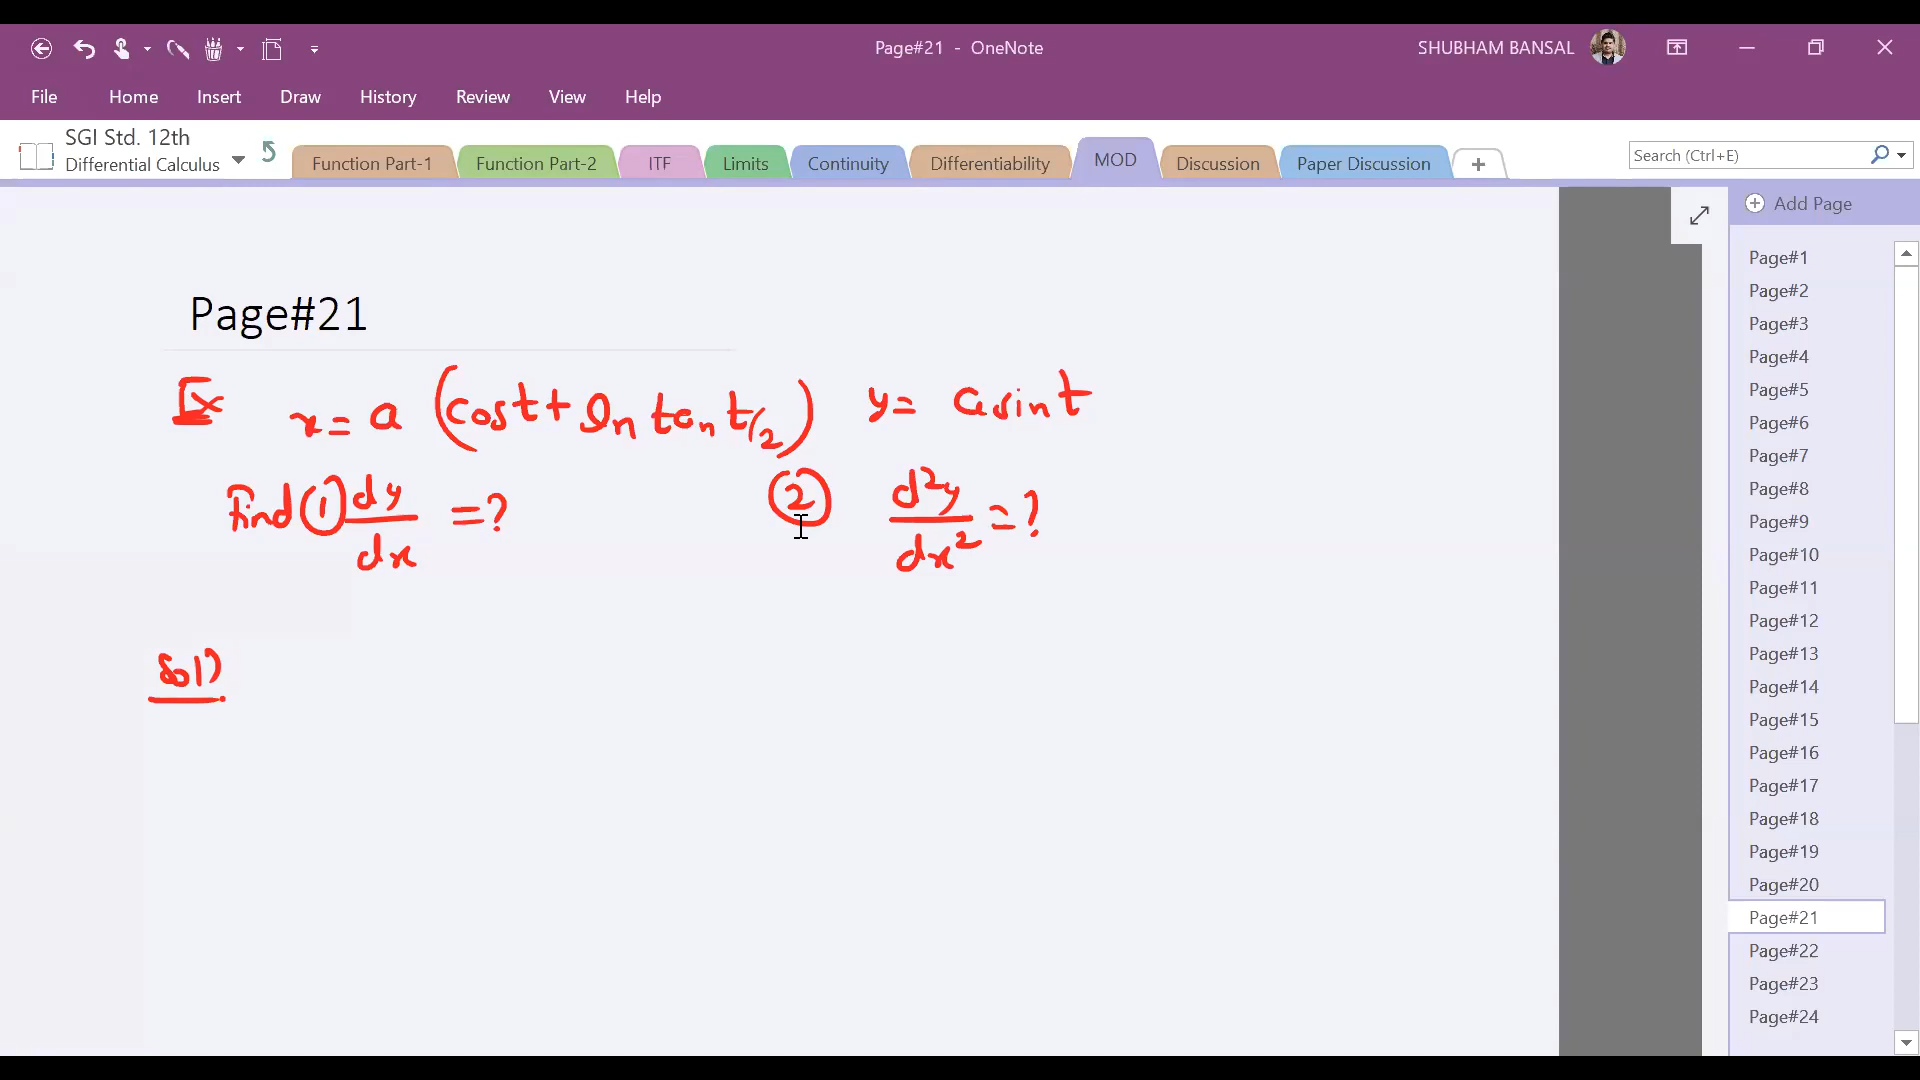 Page#21 - OneNote
SHUBHAM BANSAL
File Home Insert Draw History Review View Help
SGI Std. 12th
Differential Calculus
Function Part-1 Function Part-2 ITF Limits Continuity Differentiability MOD Discussion Paper Discussion +
Search (Ctrl+E)
Add Page
Page#1
Page#2
Page#3
Page#4
Page#5
Page#6
Page#7
Page#8
Page#9
Page#10
Page#11
Page#12
Page#13
Page#14
Page#15
Page#16
Page#17
Page#18
Page#19
Page#20
Page#21
Page#22
Page#23
Page#24
Page#21
Ex x = a (cost + ln tan t/2) y = a sin t
Find ① dy/dx = ? ② d²y/dx² = ?
Sol)